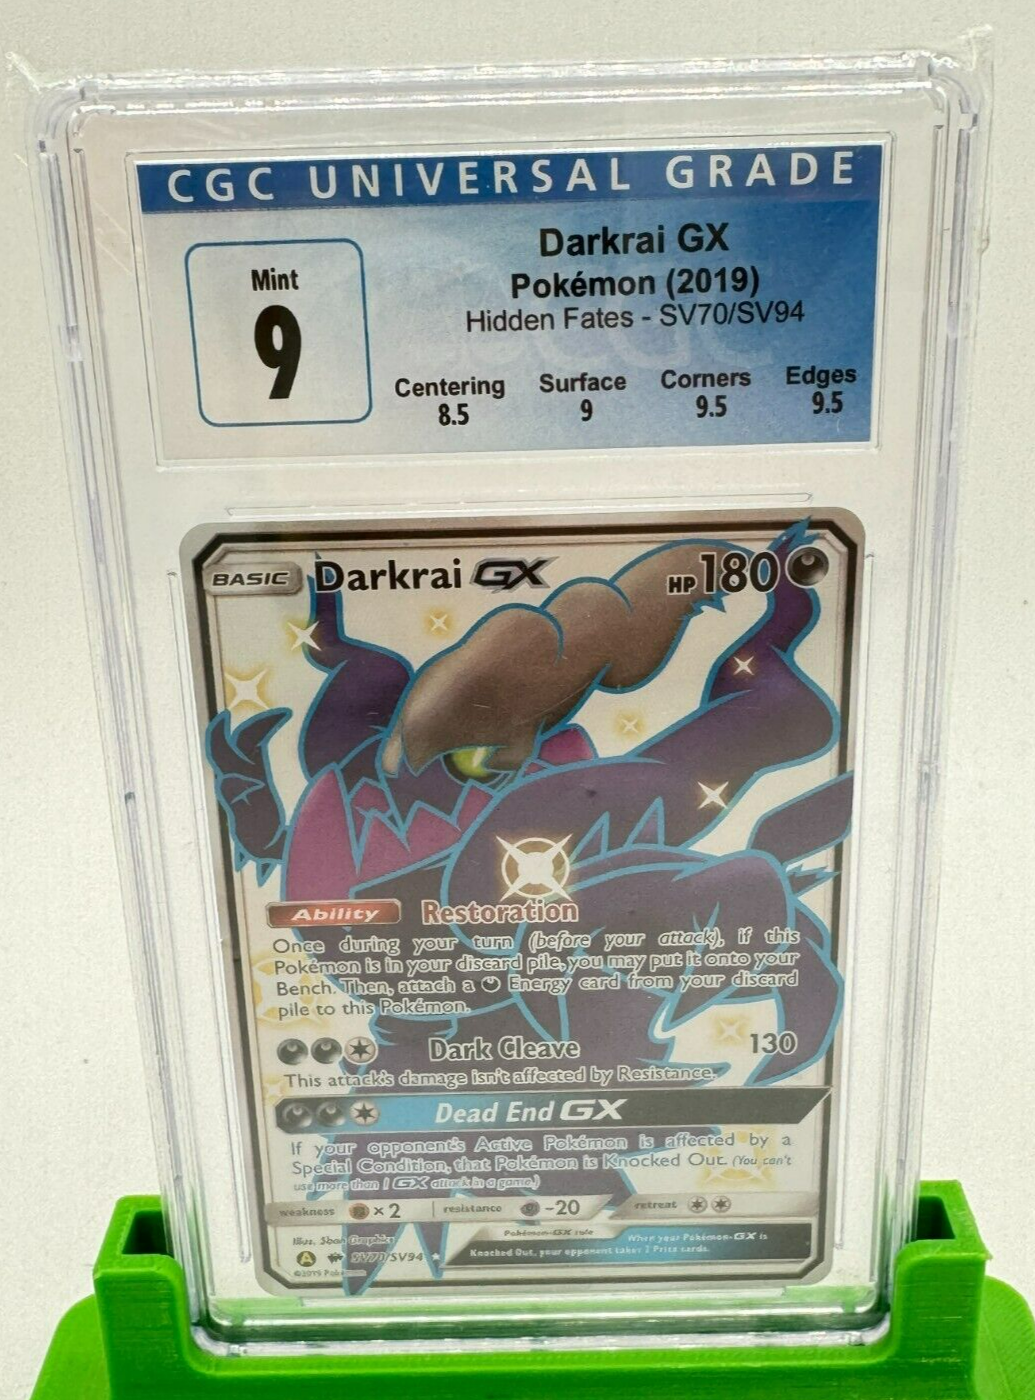 CGC UNIVERSAL GRADE
Mint
9
Darkrai GX
Pokémon (2019)
Hidden Fates - SV70/SV94
Centering Surface Corners Edges
8.5 9 9.5 9.5
BASIC Darkrai GX HP 180
Ability Restoration
Once during your turn (before your attack), if this
Pokémon is in your discard pile, you may put it onto your
Bench. Then, attach a Energy card from your discard
pile to this Pokémon.
Dark Cleave 130
This attack's damage isn't affected by Resistance.
Dead End GX
If your opponent's Active Pokémon is affected by a
Special Condition, that Pokémon is Knocked Out. (You can't
use more than 1 GX attack in a game.)
weakness ×2 resistance -20 retreat
Illus. Sban Graphics
Pokémon-GX rule
When your Pokémon-GX is
Knocked Out, your opponent takes 2 Prize cards.
A SV70/SV94
©2019 Pokémon